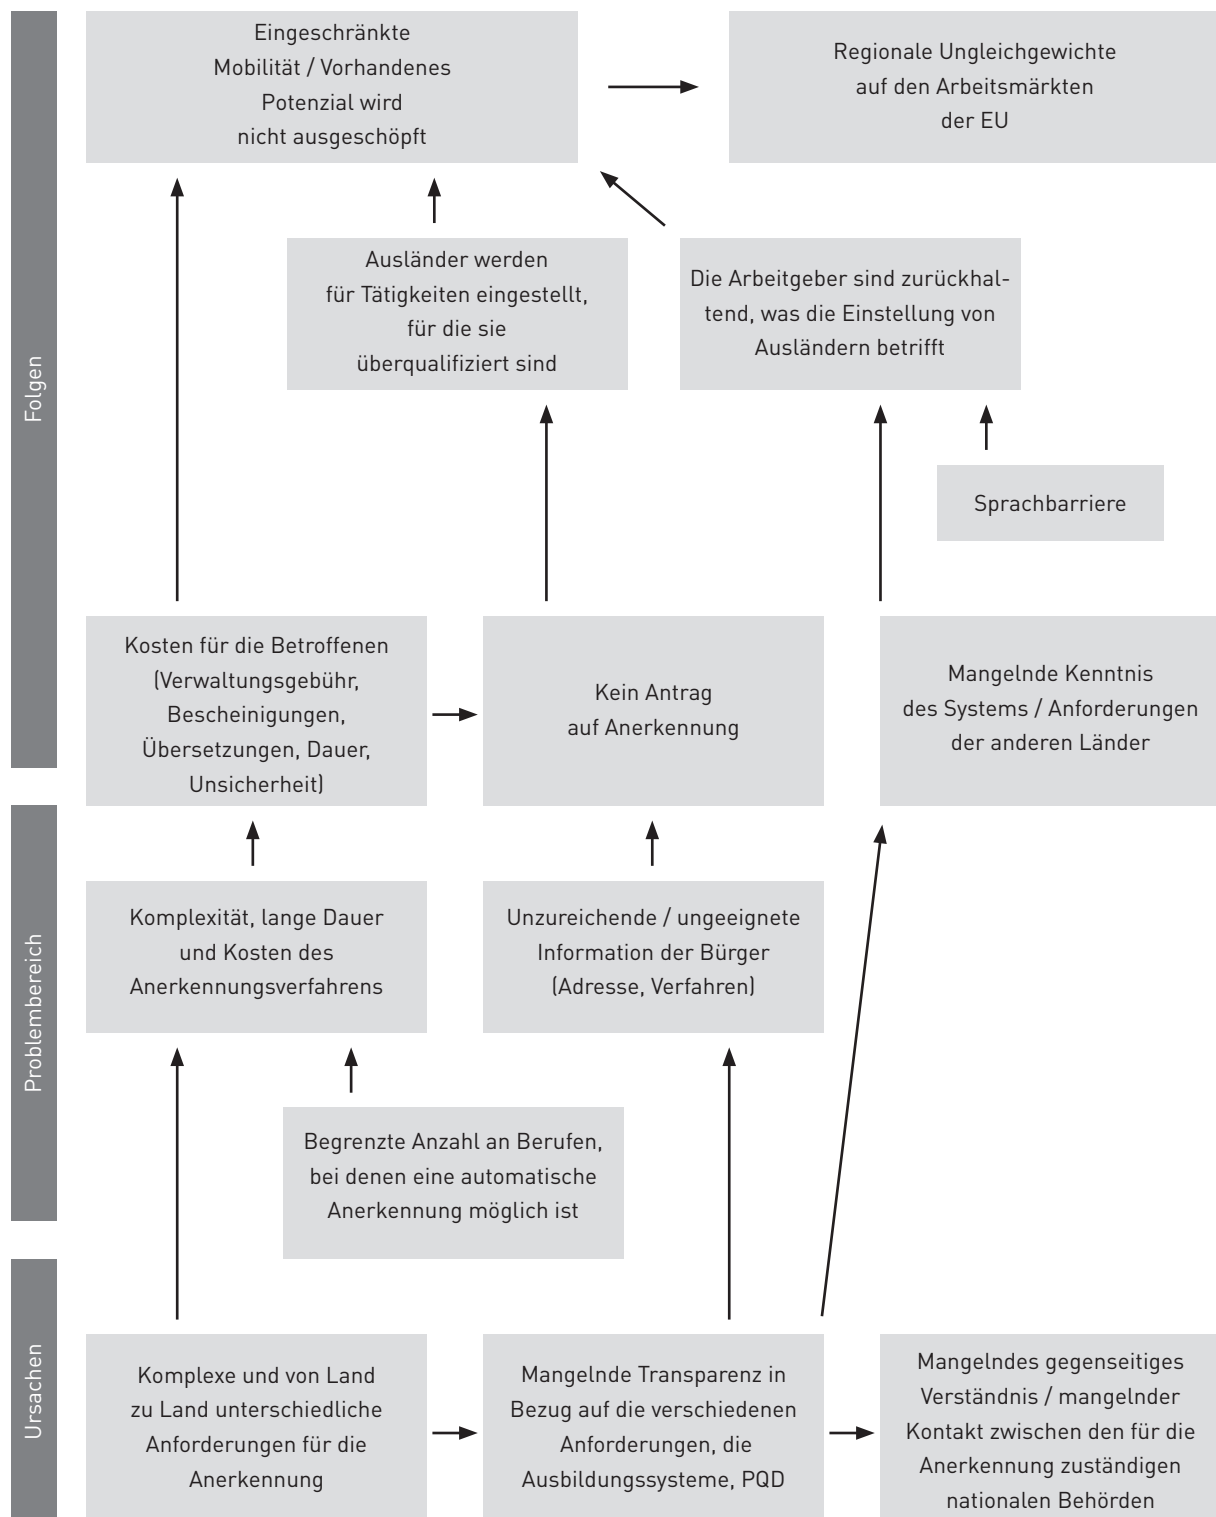 Folgen
Eingeschränkte
Mobilität / Vorhandenes
Potenzial wird
nicht ausgeschöpft
Regionale Ungleichgewichte
auf den Arbeitsmärkten
der EU
Ausländer werden
für Tätigkeiten eingestellt,
für die sie
überqualifiziert sind
Die Arbeitgeber sind zurückhal-
tend, was die Einstellung von
Ausländern betrifft
Sprachbarriere
Kosten für die Betroffenen
(Verwaltungsgebühr,
Bescheinigungen,
Übersetzungen, Dauer,
Unsicherheit)
Kein Antrag
auf Anerkennung
Mangelnde Kenntnis
des Systems / Anforderungen
der anderen Länder
Problembereich
Komplexität, lange Dauer
und Kosten des
Anerkennungsverfahrens
Unzureichende / ungeeignete
Information der Bürger
(Adresse, Verfahren)
Begrenzte Anzahl an Berufen,
bei denen eine automatische
Anerkennung möglich ist
Ursachen
Komplexe und von Land
zu Land unterschiedliche
Anforderungen für die
Anerkennung
Mangelnde Transparenz in
Bezug auf die verschiedenen
Anforderungen, die
Ausbildungssysteme, PQD
Mangelndes gegenseitiges
Verständnis / mangelnder
Kontakt zwischen den für die
Anerkennung zuständigen
nationalen Behörden